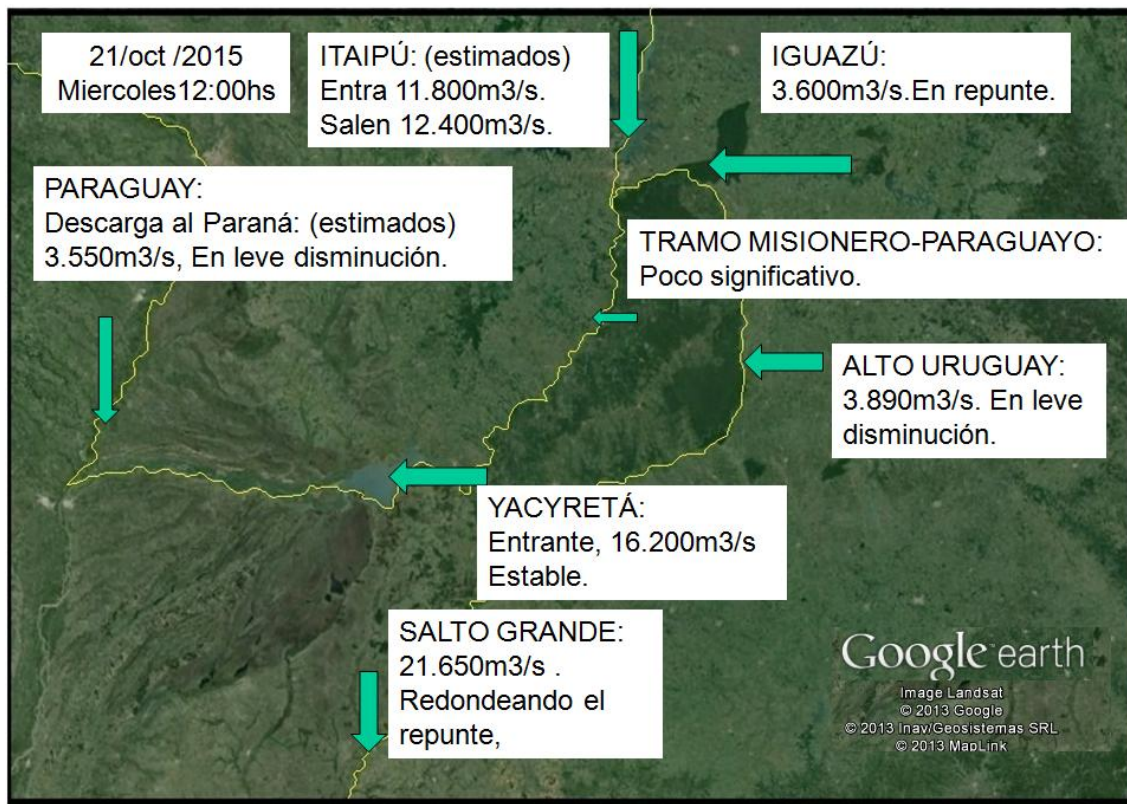 21/oct /2015
Miercoles12:00hs
ITAIPÚ: (estimados)
Entra 11.800m3/s.
Salen 12.400m3/s.
IGUAZÚ:
3.600m3/s.En repunte.
PARAGUAY:
Descarga al Paraná: (estimados)
3.550m3/s, En leve disminución.
TRAMO MISIONERO-PARAGUAYO:
Poco significativo.
ALTO URUGUAY:
3.890m3/s. En leve
disminución.
YACYRETÁ:
Entrante, 16.200m3/s
Estable.
SALTO GRANDE:
21.650m3/s .
Redondeando el
repunte,
Google earth
Image Landsat
© 2013 Google
© 2013 Inav/Geosistemas SRL
© 2013 MapLink